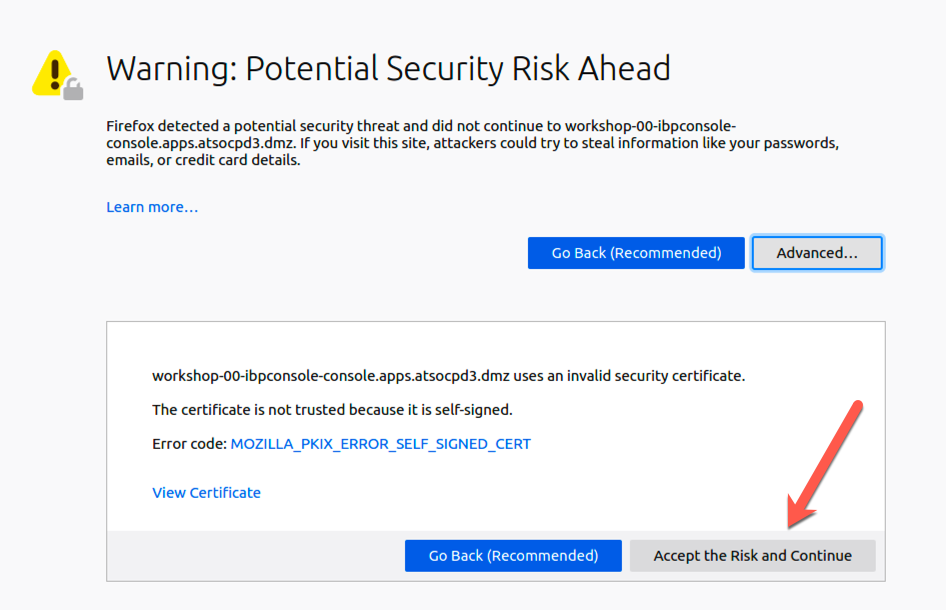 Warning: Potential Security Risk Ahead
Firefox detected a potential security threat and did not continue to workshop-00-ibpconsole-
console.apps.atsocpd3.dmz. If you visit this site, attackers could try to steal information like your passwords,
emails, or credit card details.
Learn more…
Go Back (Recommended)
Advanced…
workshop-00-ibpconsole-console.apps.atsocpd3.dmz uses an invalid security certificate.
The certificate is not trusted because it is self-signed.
Error code: MOZILLA_PKIX_ERROR_SELF_SIGNED_CERT
View Certificate
Go Back (Recommended)
Accept the Risk and Continue